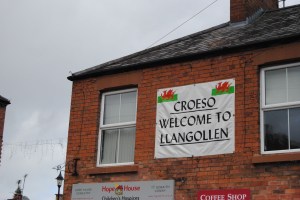 CROESO
WELCOME TO
LLANGOLLEN
Hope House
Children's Hospices
COFFEE SHOP